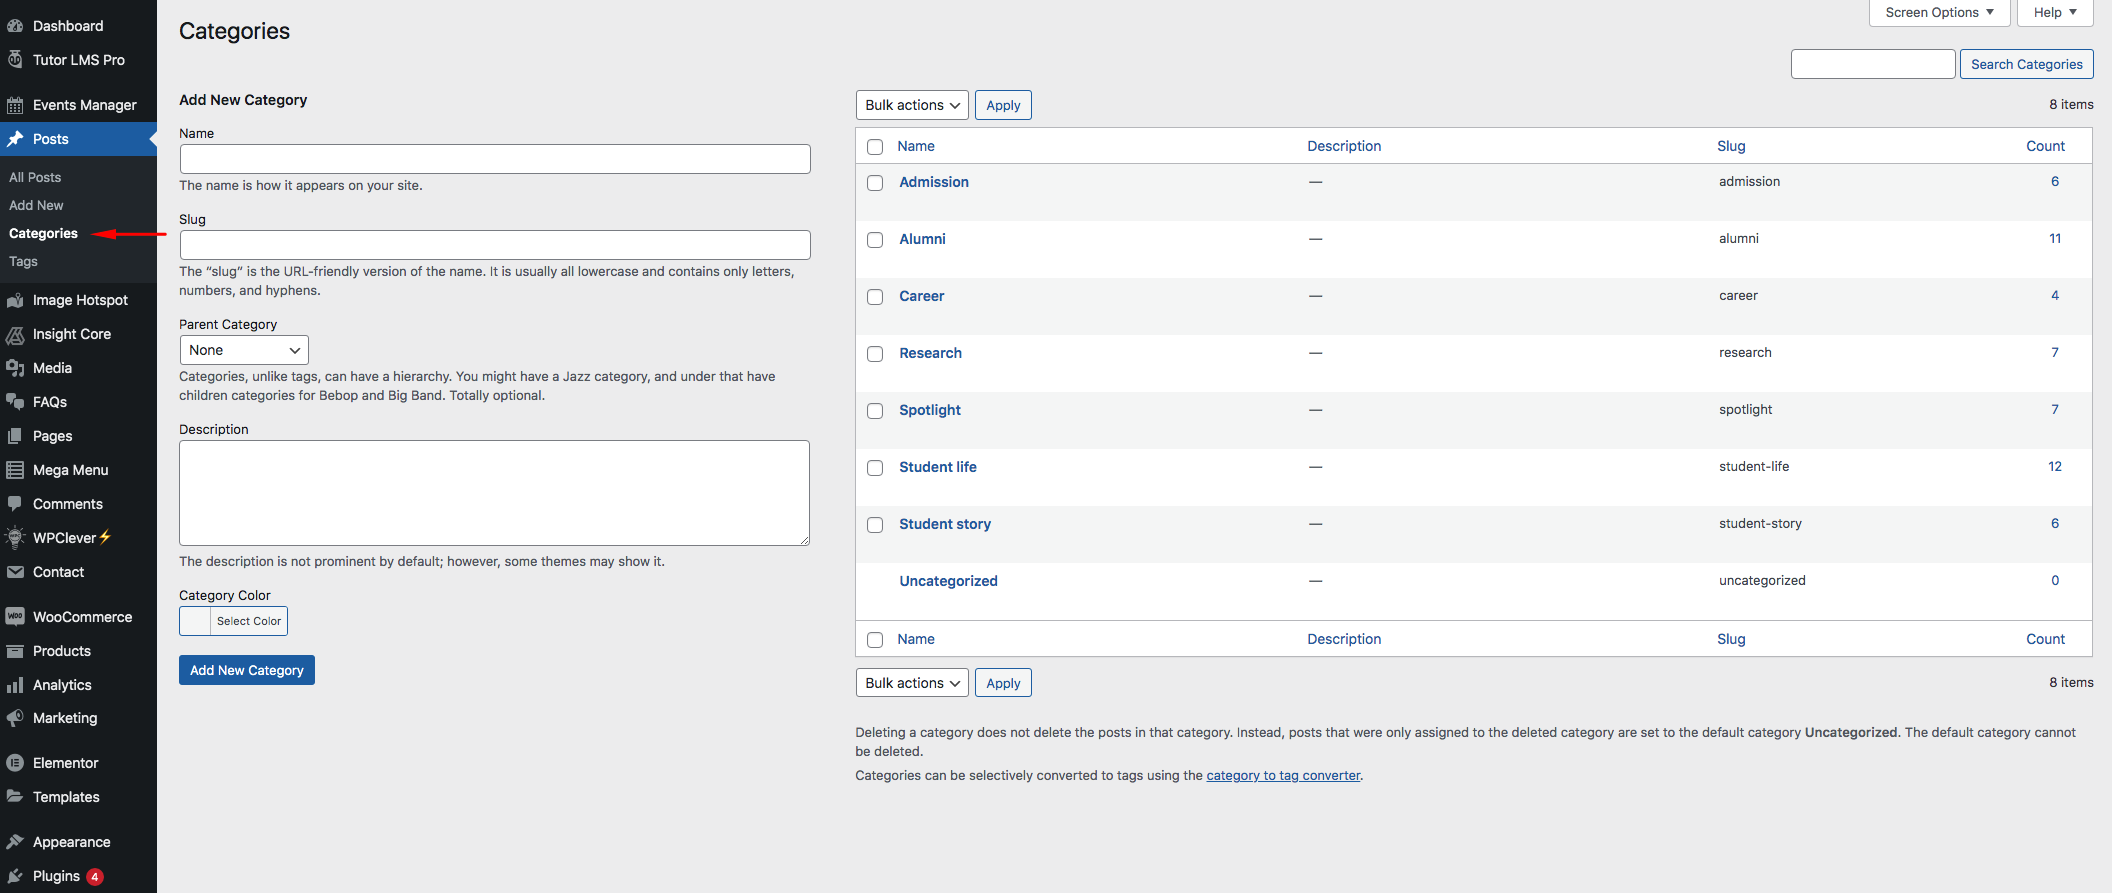 Dashboard
Tutor LMS Pro
Events Manager
Posts
All Posts
Add New
Categories
Tags
Image Hotspot
Insight Core
Media
FAQs
Pages
Mega Menu
Comments
WPClever⚡
Contact
WooCommerce
Products
Analytics
Marketing
Elementor
Templates
Appearance
Plugins 4
Screen Options ▼
Help ▼
Categories
Search Categories
Add New Category
Name
The name is how it appears on your site.
Slug
The “slug” is the URL-friendly version of the name. It is usually all lowercase and contains only letters,
numbers, and hyphens.
Parent Category
None
Categories, unlike tags, can have a hierarchy. You might have a Jazz category, and under that have
children categories for Bebop and Big Band. Totally optional.
Description
The description is not prominent by default; however, some themes may show it.
Category Color
Select Color
Add New Category
Bulk actions Apply 8 items
Name Description Slug Count
Admission — admission 6
Alumni — alumni 11
Career — career 4
Research — research 7
Spotlight — spotlight 7
Student life — student-life 12
Student story — student-story 6
Uncategorized — uncategorized 0
Name Description Slug Count
Bulk actions Apply 8 items
Deleting a category does not delete the posts in that category. Instead, posts that were only assigned to the deleted category are set to the default category Uncategorized. The default category cannot
be deleted.
Categories can be selectively converted to tags using the category to tag converter.